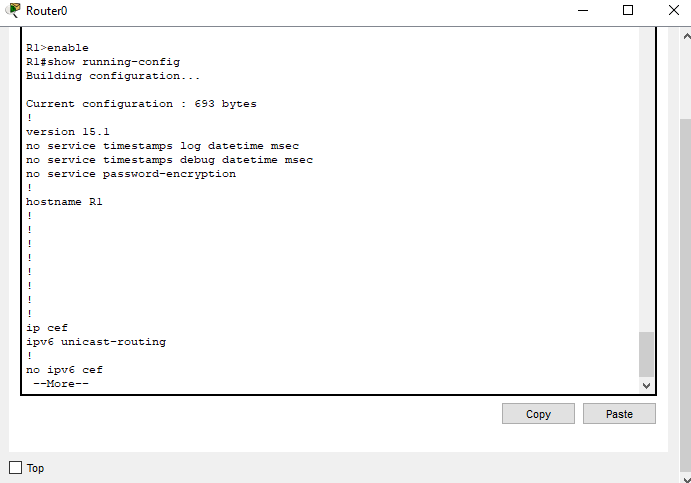 Router0
R1>enable
R1#show running-config
Building configuration...
Current configuration : 693 bytes
!
version 15.1
no service timestamps log datetime msec
no service timestamps debug datetime msec
no service password-encryption
!
hostname R1
!
!
!
!
!
!
!
!
ip cef
ipv6 unicast-routing
!
no ipv6 cef
--More--
Copy
Paste
Top